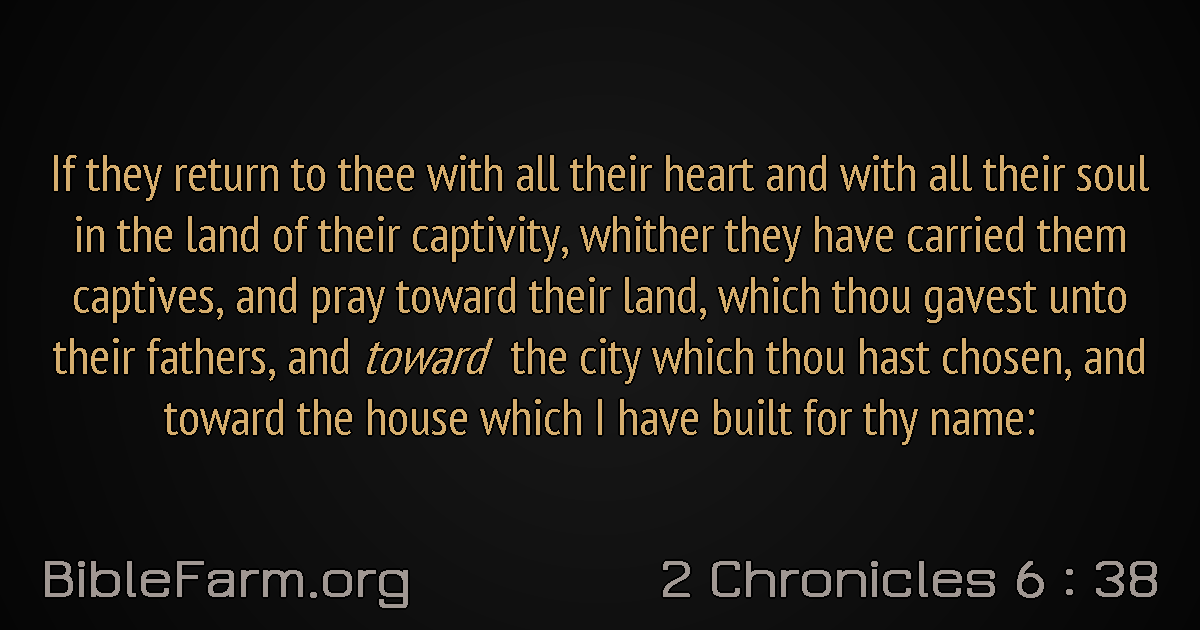 If they return to thee with all their heart and with all their soul
in the land of their captivity, whither they have carried them
captives, and pray toward their land, which thou gavest unto
their fathers, and toward the city which thou hast chosen, and
toward the house which I have built for thy name:
BibleFarm.org
2 Chronicles 6 : 38